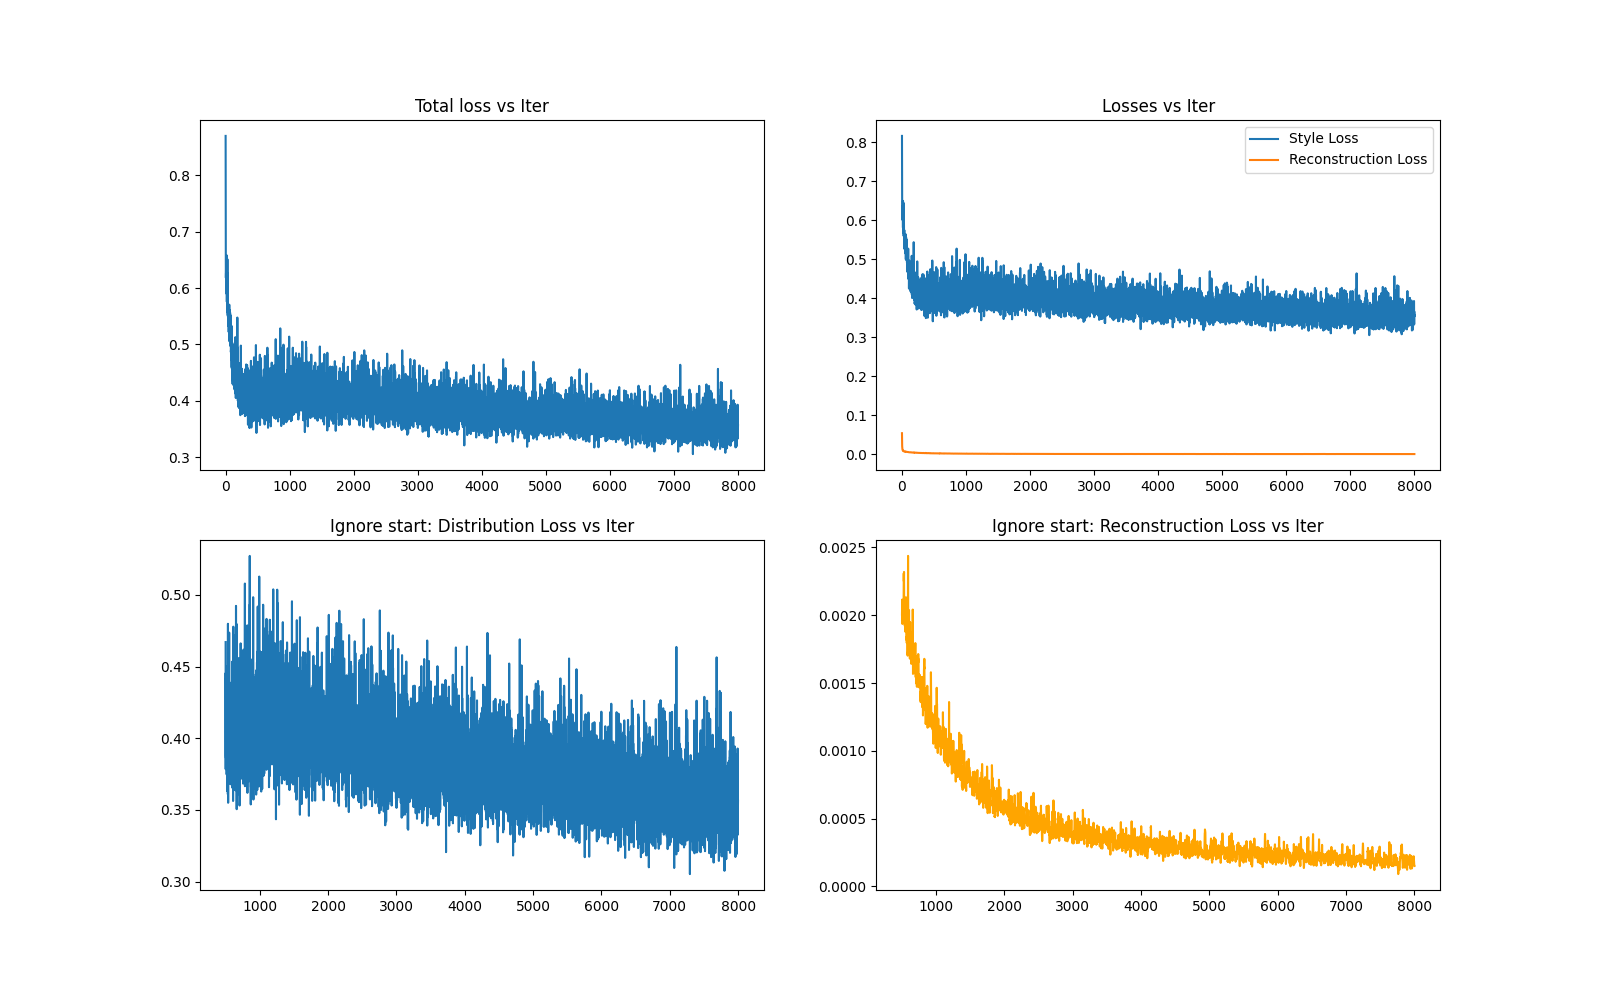 Total loss vs Iter
0.8
0.7
0.6
0.5
0.4
0.3
0 1000 2000 3000 4000 5000 6000 7000 8000
Losses vs Iter
Style Loss
Reconstruction Loss
0.8
0.7
0.6
0.5
0.4
0.3
0.2
0.1
0.0
0 1000 2000 3000 4000 5000 6000 7000 8000
Ignore start: Distribution Loss vs Iter
0.50
0.45
0.40
0.35
0.30
1000 2000 3000 4000 5000 6000 7000 8000
Ignore start: Reconstruction Loss vs Iter
0.0025
0.0020
0.0015
0.0010
0.0005
0.0000
1000 2000 3000 4000 5000 6000 7000 8000